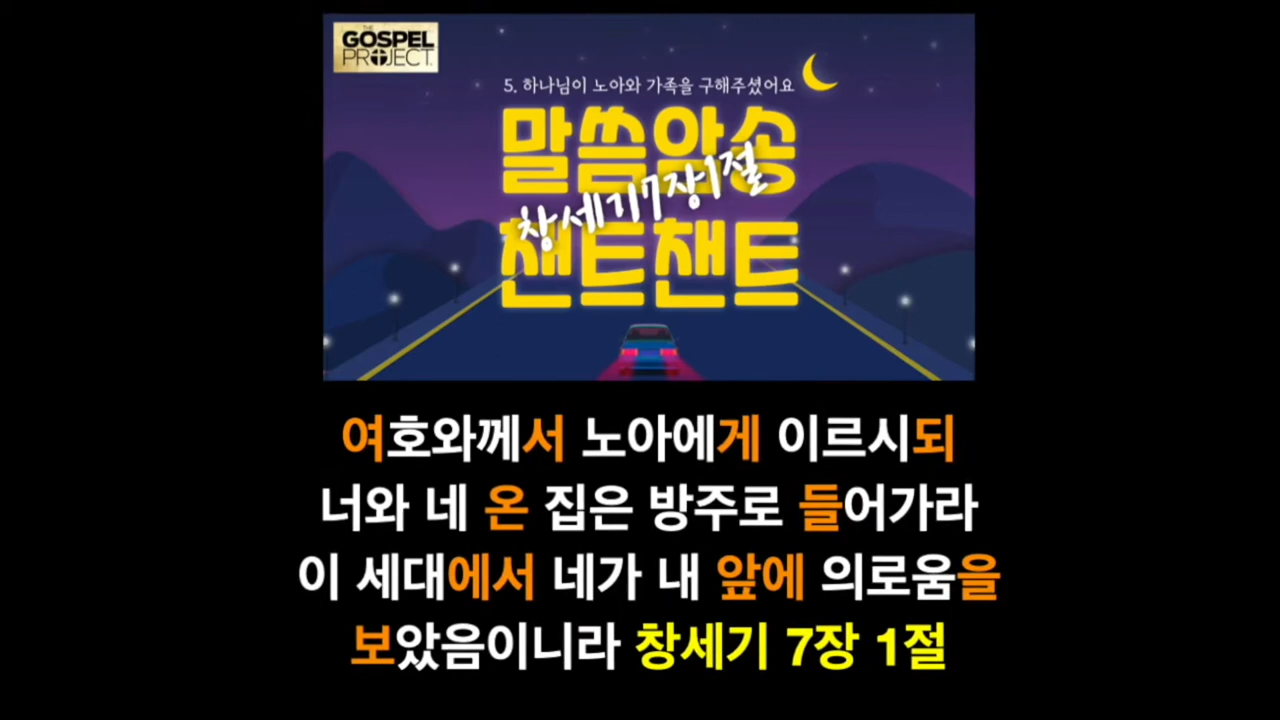 THE
GOSPEL
PROJECT
5. 하나님이 노아와 가족을 구해주셨어요
말씀암송
창세기7장1절
챈트챈트
여호와께서 노아에게 이르시되
너와 네 온 집은 방주로 들어가라
이 세대에서 네가 내 앞에 의로움을
보았음이니라 창세기 7장 1절